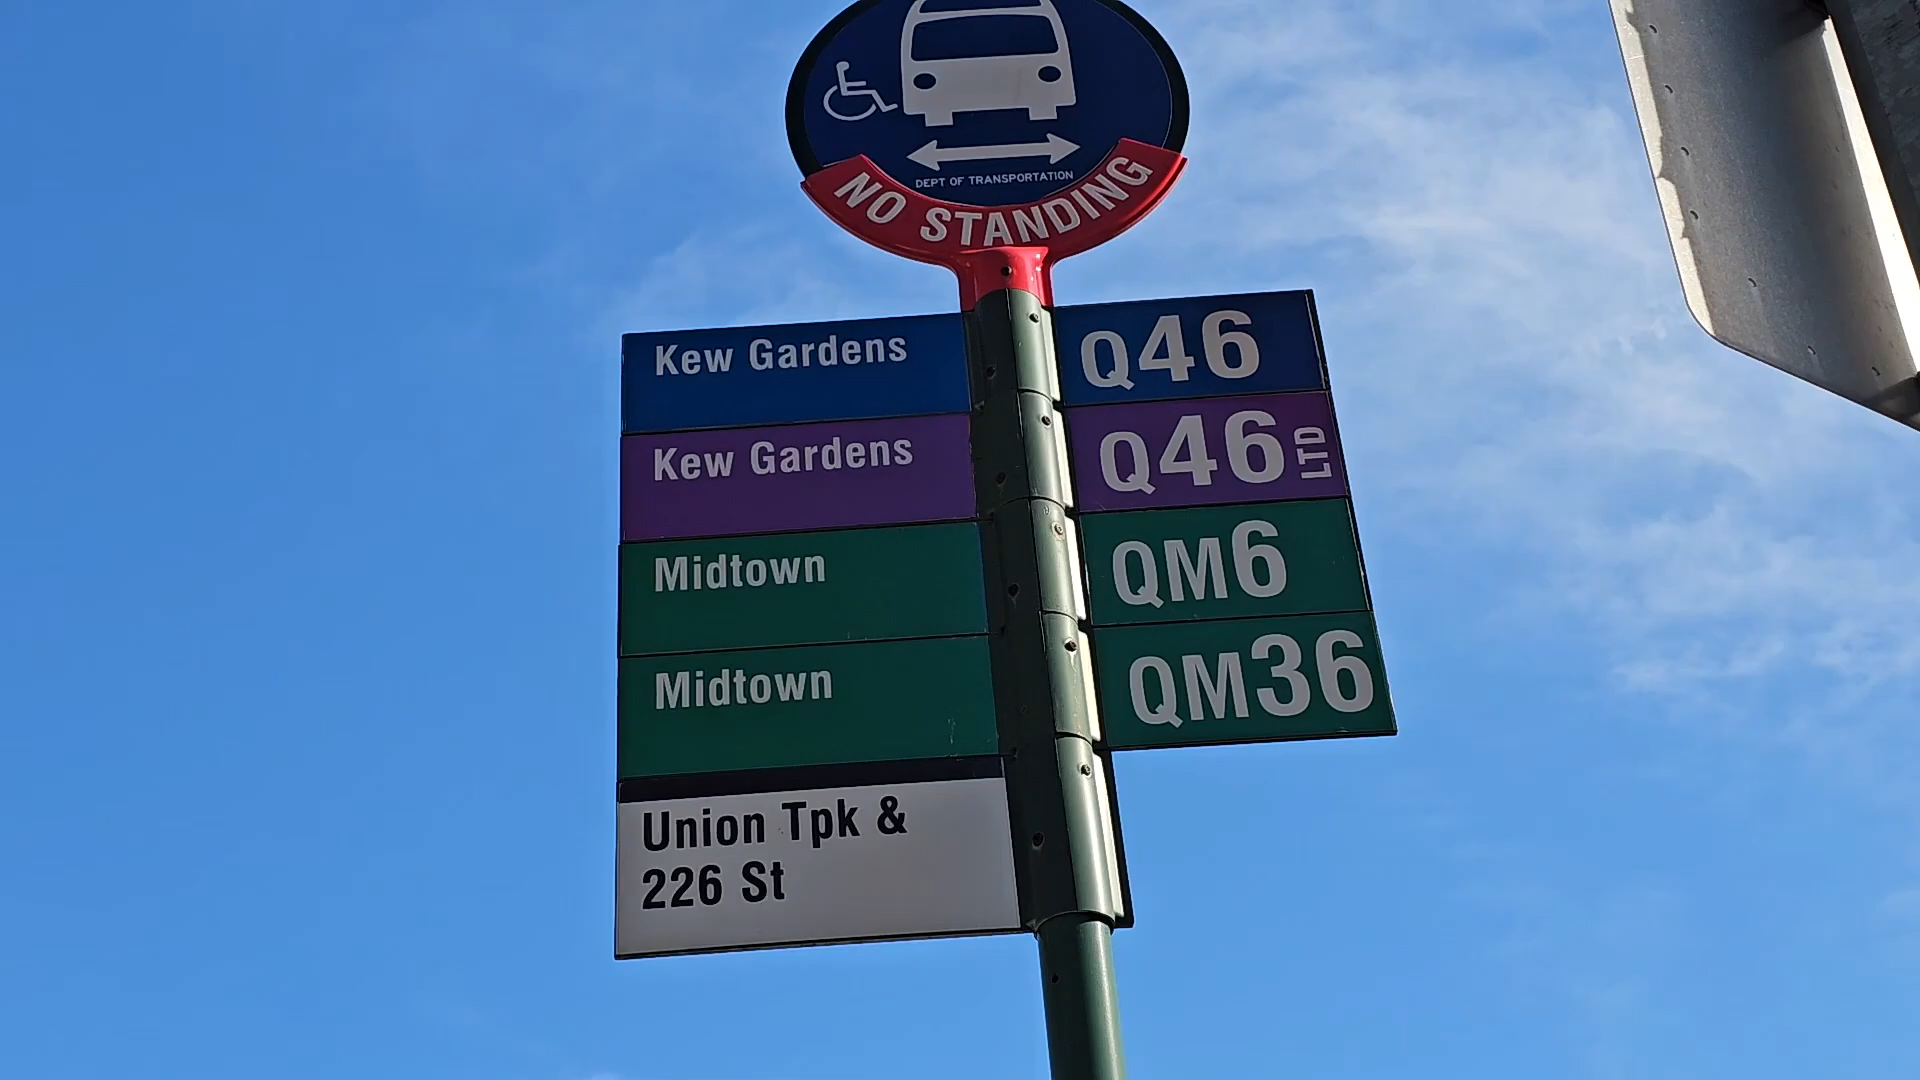 DEPT OF TRANSPORTATION
NO STANDING
Kew Gardens Q46
Kew Gardens Q46 LTD
Midtown QM6
Midtown QM36
Union Tpk &
226 St